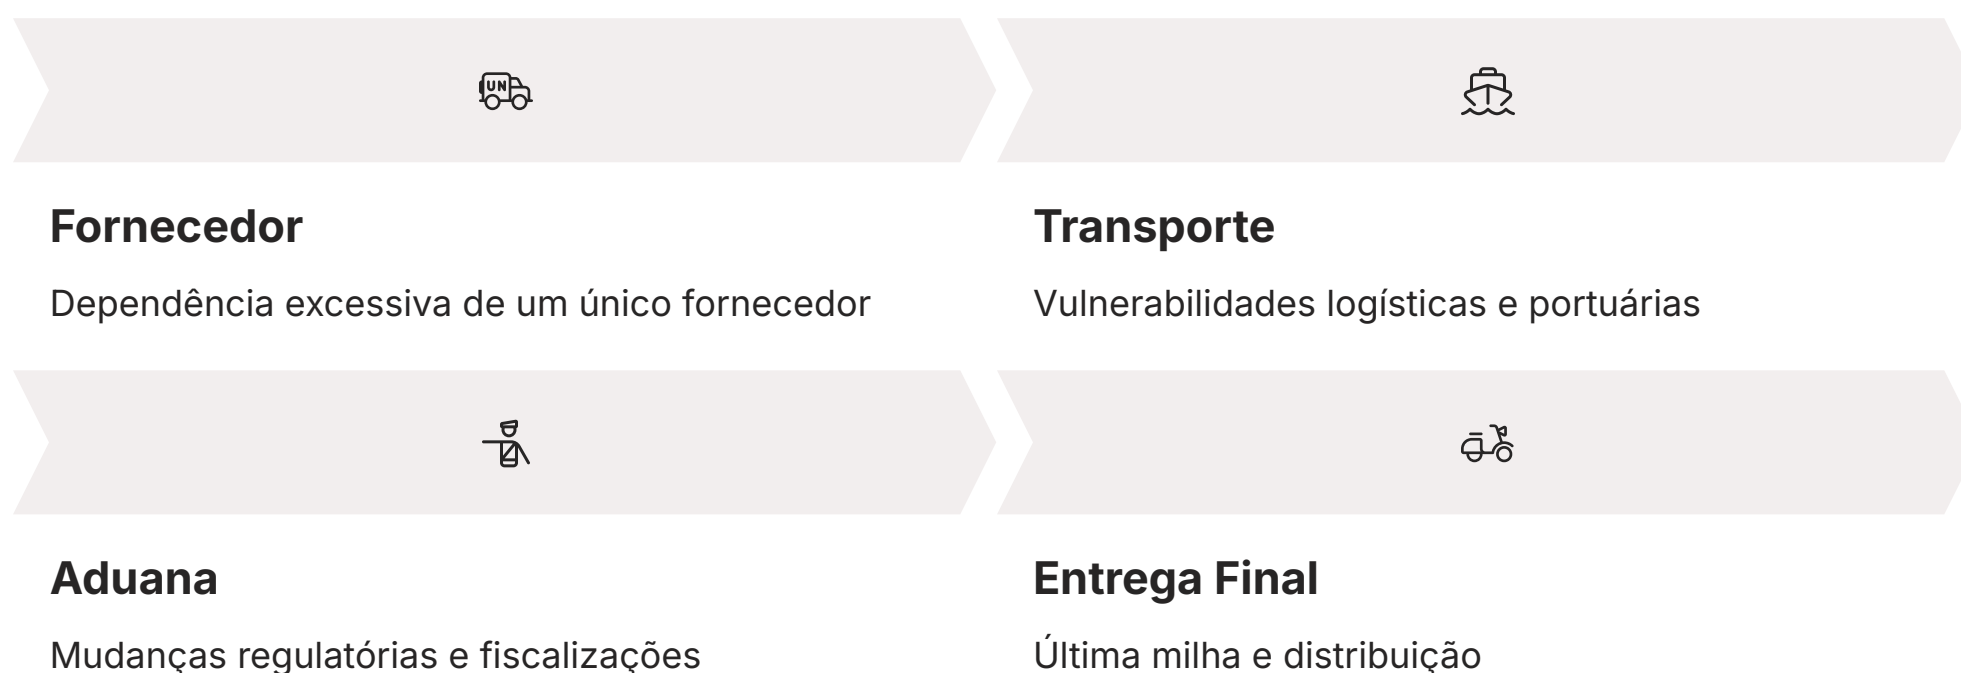 UN
Fornecedor
Dependência excessiva de um único fornecedor
Transporte
Vulnerabilidades logísticas e portuárias
Aduana
Mudanças regulatórias e fiscalizações
Entrega Final
Última milha e distribuição